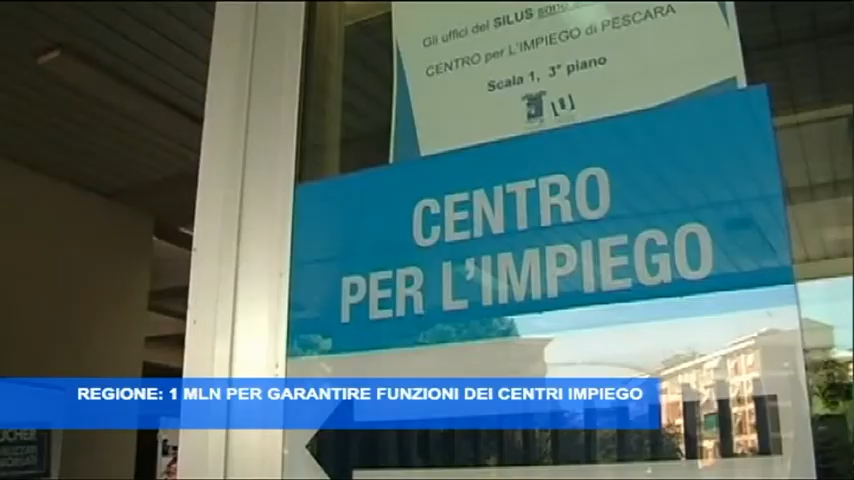 Gli uffici del SILUS sono
CENTRO per L'IMPIEGO di PESCARA
Scala 1, 3° piano
CENTRO
PER L'IMPIEGO
REGIONE: 1 MLN PER GARANTIRE FUNZIONI DEI CENTRI IMPIEGO